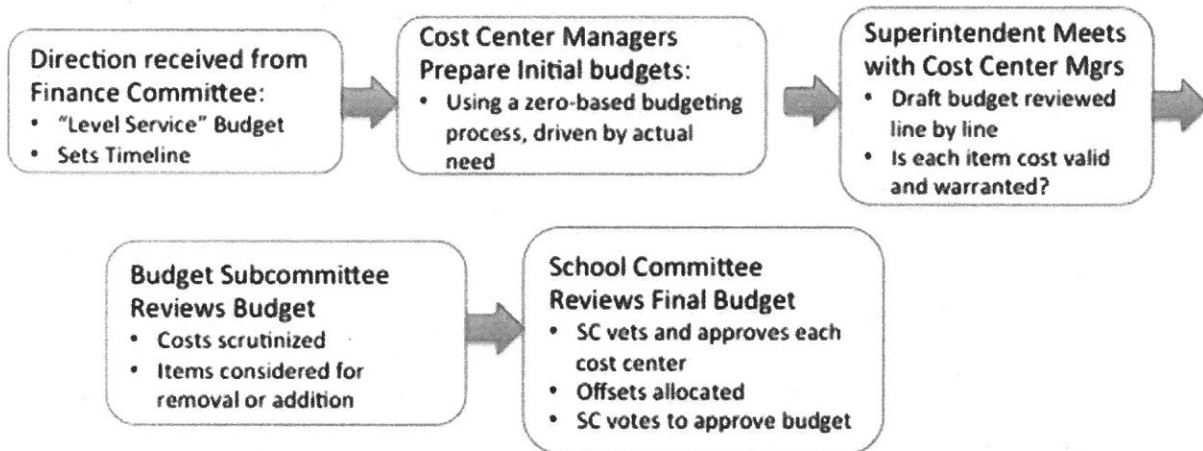 Direction received from
Finance Committee:
• "Level Service" Budget
• Sets Timeline
Cost Center Managers
Prepare Initial budgets:
• Using a zero-based budgeting
process, driven by actual
need
Superintendent Meets
with Cost Center Mgrs
• Draft budget reviewed
line by line
• Is each item cost valid
and warranted?
Budget Subcommittee
Reviews Budget
• Costs scrutinized
• Items considered for
removal or addition
School Committee
Reviews Final Budget
• SC vets and approves each
cost center
• Offsets allocated
• SC votes to approve budget